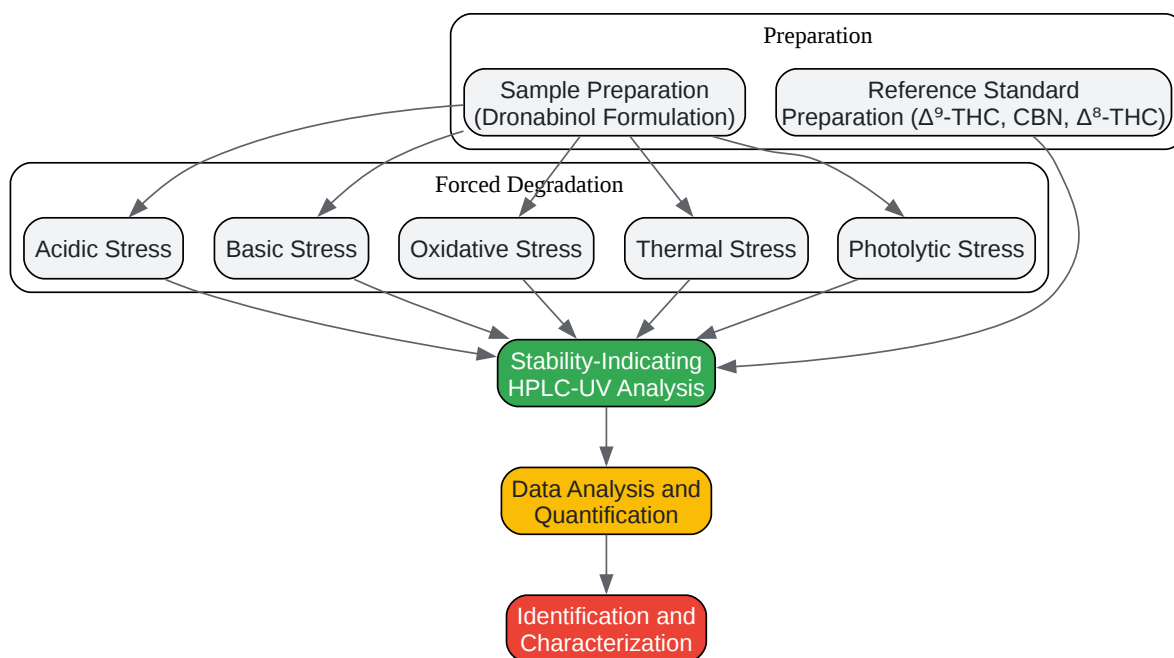 Preparation
Sample Preparation
(Dronabinol Formulation)
Reference Standard
Preparation (Δ⁹-THC, CBN, Δ⁸-THC)
Forced Degradation
Acidic Stress
Basic Stress
Oxidative Stress
Thermal Stress
Photolytic Stress
Stability-Indicating
HPLC-UV Analysis
Data Analysis and
Quantification
Identification and
Characterization